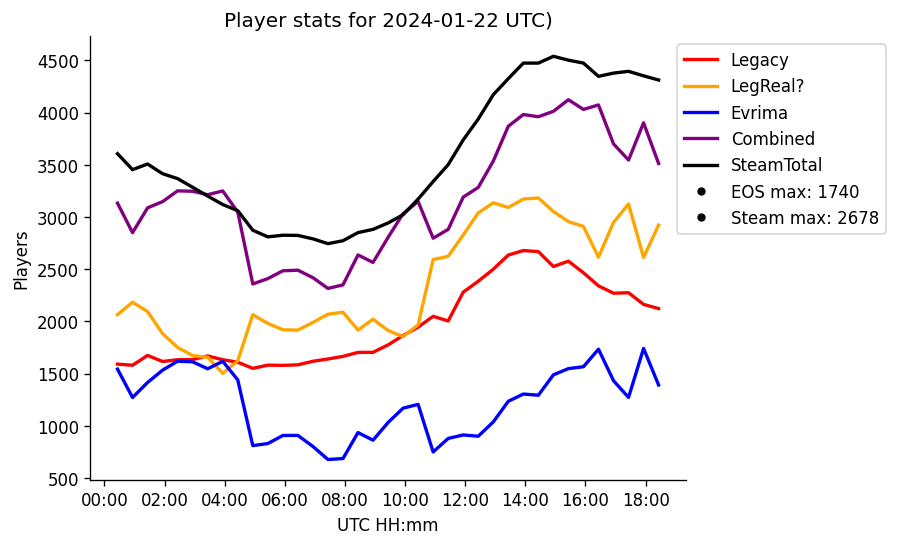 Player stats for 2024-01-22 UTC)
Legacy
LegReal?
Evrima
Combined
SteamTotal
EOS max: 1740
Steam max: 2678
Players
4500
4000
3500
3000
2500
2000
1500
1000
500
00:00 02:00 04:00 06:00 08:00 10:00 12:00 14:00 16:00 18:00
UTC HH:mm